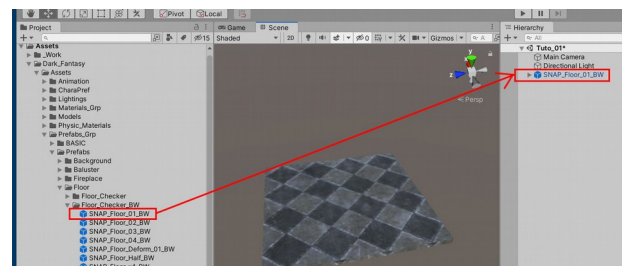 Pivot Local
Project
Game Scene
Hierarchy
15 Shaded 2D 0 Gizmos
All
Assets
_Work
Dark_Fantasy
Assets
Animation
CharaPref
Lightings
Materials_Grp
Models
Physic_Materials
Prefabs_Grp
BASIC
Prefabs
Background
Baluster
Fireplace
Floor
Floor_Checker
Floor_Checker_BW
SNAP_Floor_01_BW
SNAP_Floor_02_BW
SNAP_Floor_03_BW
SNAP_Floor_04_BW
SNAP_Floor_Deform_01_BW
SNAP_Floor_Half_BW
y
x
z
Persp
Tuto_01*
Main Camera
Directional Light
SNAP_Floor_01_BW